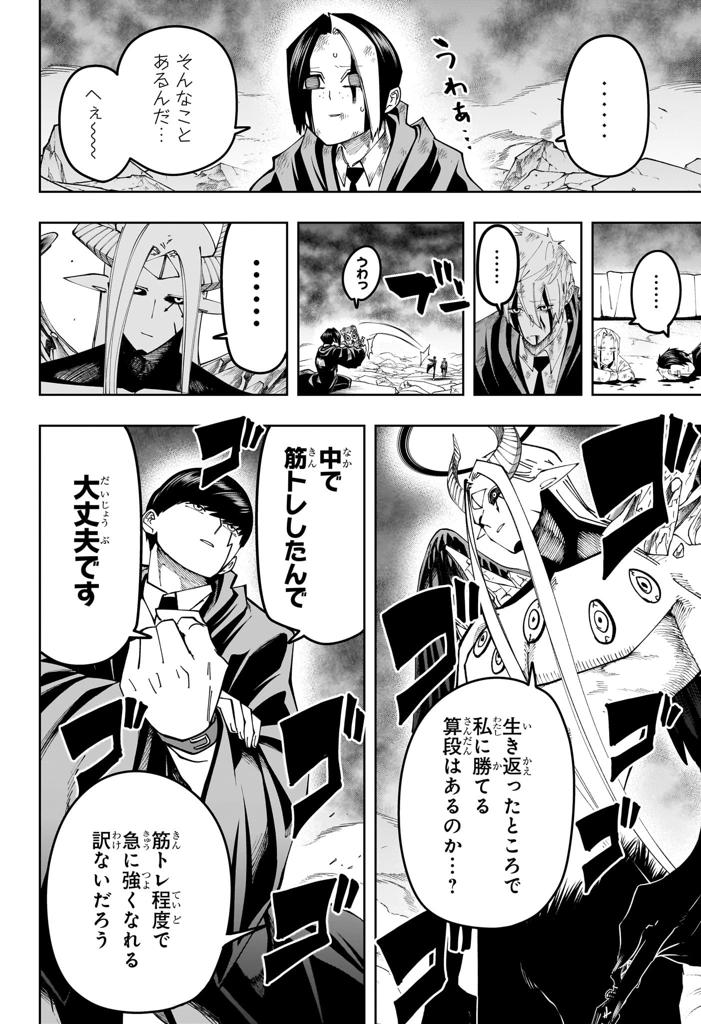 ……
うわぁ…
そんなこと
あるんだ…
へぇ〜〜
……
……
ブン
うわっ
……
ゴゴゴゴ
生き返ったところで
私に勝てる
算段はあるのか…?
ゴゴゴ
中で
筋トレしたんで
大丈夫です
筋トレ程度で
急に強くなれる
訳ないだろう